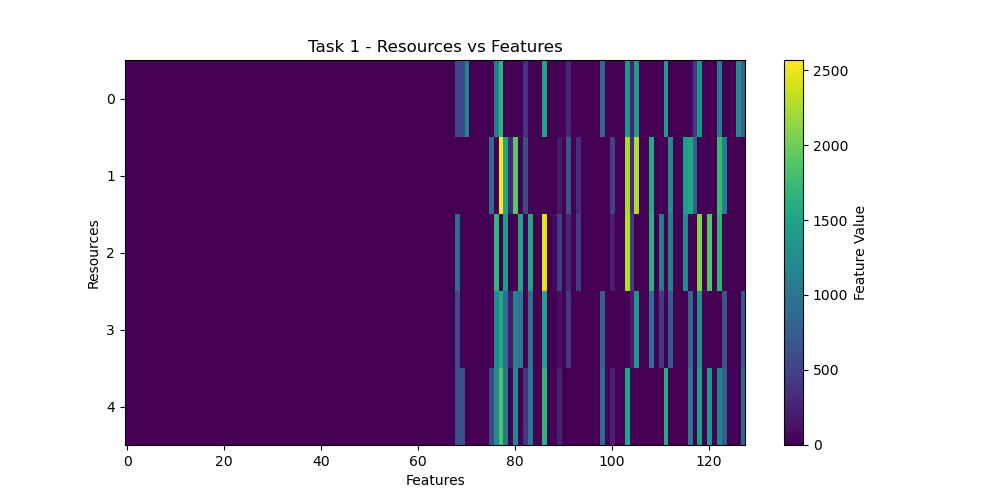 Task 1 - Resources vs Features
Resources
0
1
2
3
4
0 20 40 60 80 100 120
Features
2500
2000
1500
1000
500
0
Feature Value